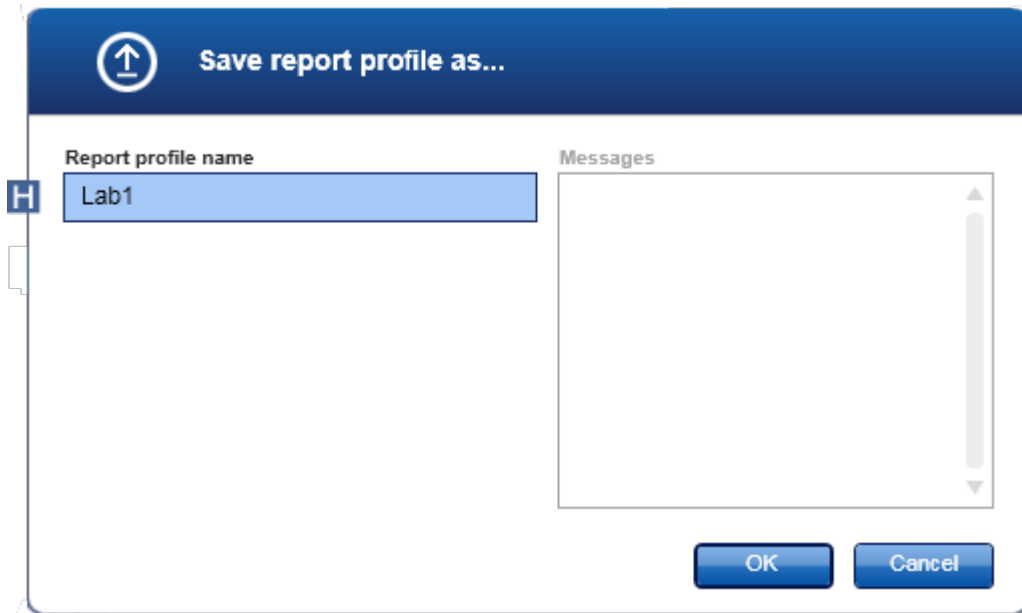 Save report profile as...
Report profile name
Messages
H
Lab1
OK
Cancel